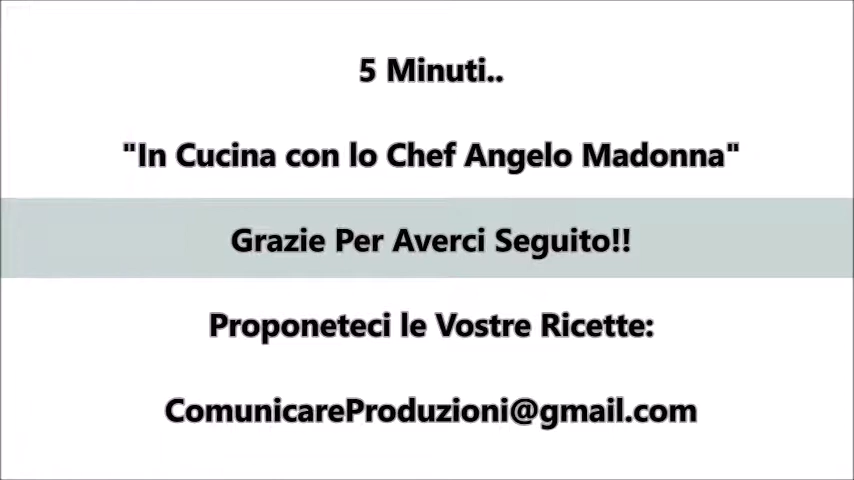 5 Minuti..
"In Cucina con lo Chef Angelo Madonna"
Grazie Per Averci Seguito!!
Proponeteci le Vostre Ricette:
ComunicareProduzioni@gmail.com